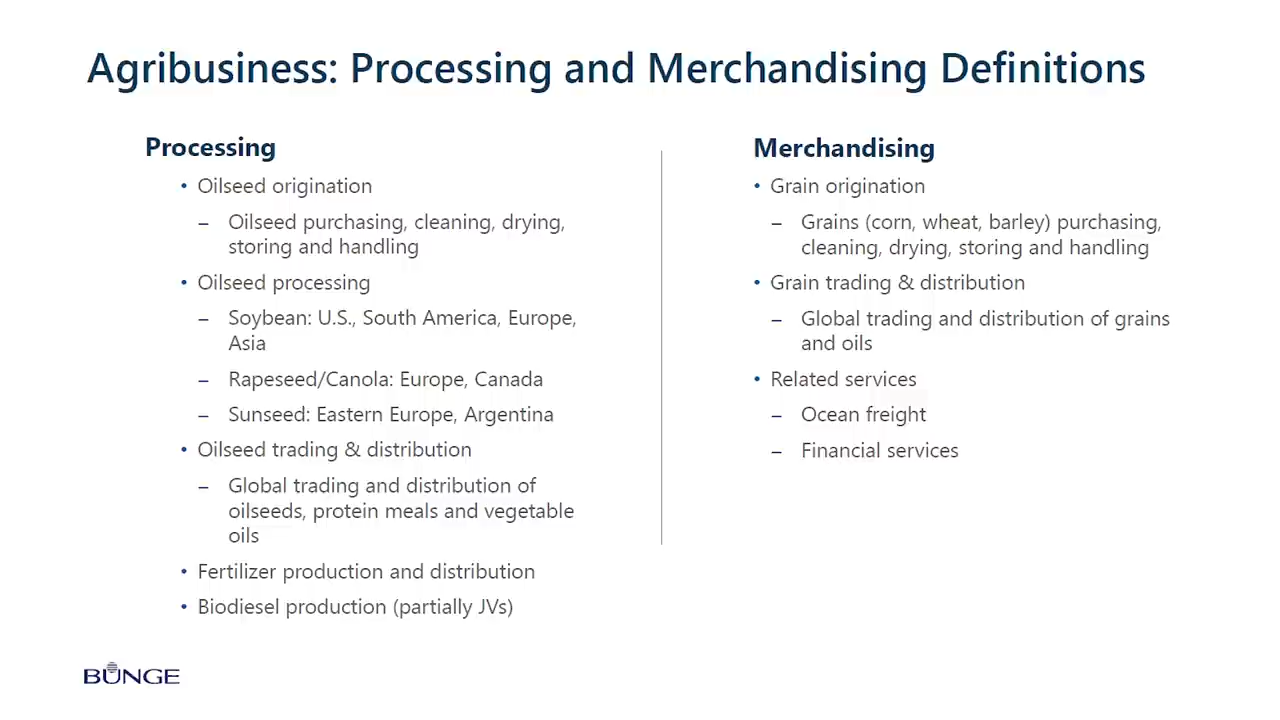 Agribusiness: Processing and Merchandising Definitions
Processing
• Oilseed origination
– Oilseed purchasing, cleaning, drying,
storing and handling
• Oilseed processing
– Soybean: U.S., South America, Europe,
Asia
– Rapeseed/Canola: Europe, Canada
– Sunseed: Eastern Europe, Argentina
• Oilseed trading & distribution
– Global trading and distribution of
oilseeds, protein meals and vegetable
oils
• Fertilizer production and distribution
• Biodiesel production (partially JVs)
Merchandising
• Grain origination
– Grains (corn, wheat, barley) purchasing,
cleaning, drying, storing and handling
• Grain trading & distribution
– Global trading and distribution of grains
and oils
• Related services
– Ocean freight
– Financial services
BUNGE